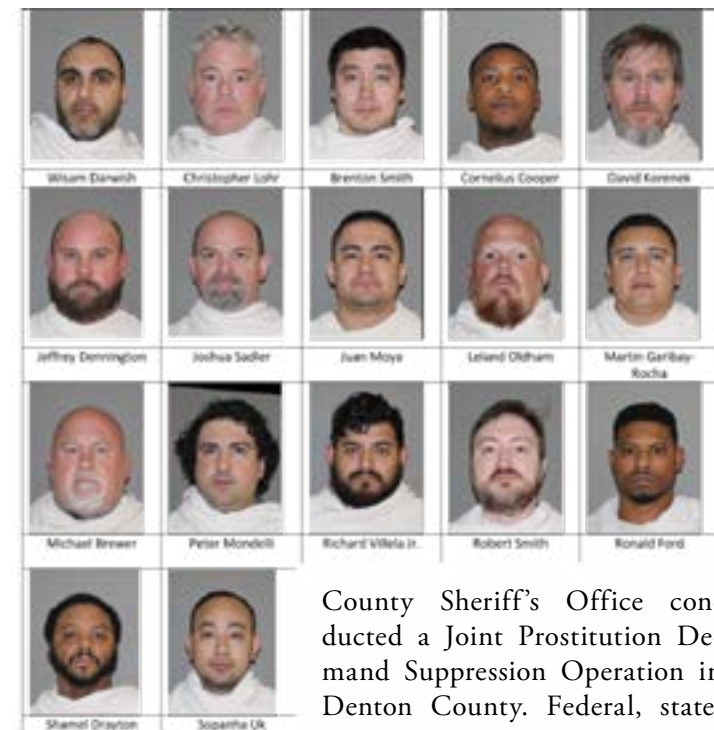 Wisam Darwish Christopher Lohr Brenton Smith Cornelius Cooper David Korenek
Jeffrey Dennington Joshua Sadler Juan Moya Leland Oldham Martin Garibay-
Rocha
Michael Brewer Peter Mondelli Richard Villela Jr. Robert Smith Ronald Ford
Shamel Drayton Sopanha Uk
County Sheriff’s Office con
ducted a Joint Prostitution De
mand Suppression Operation in
Denton County. Federal, state